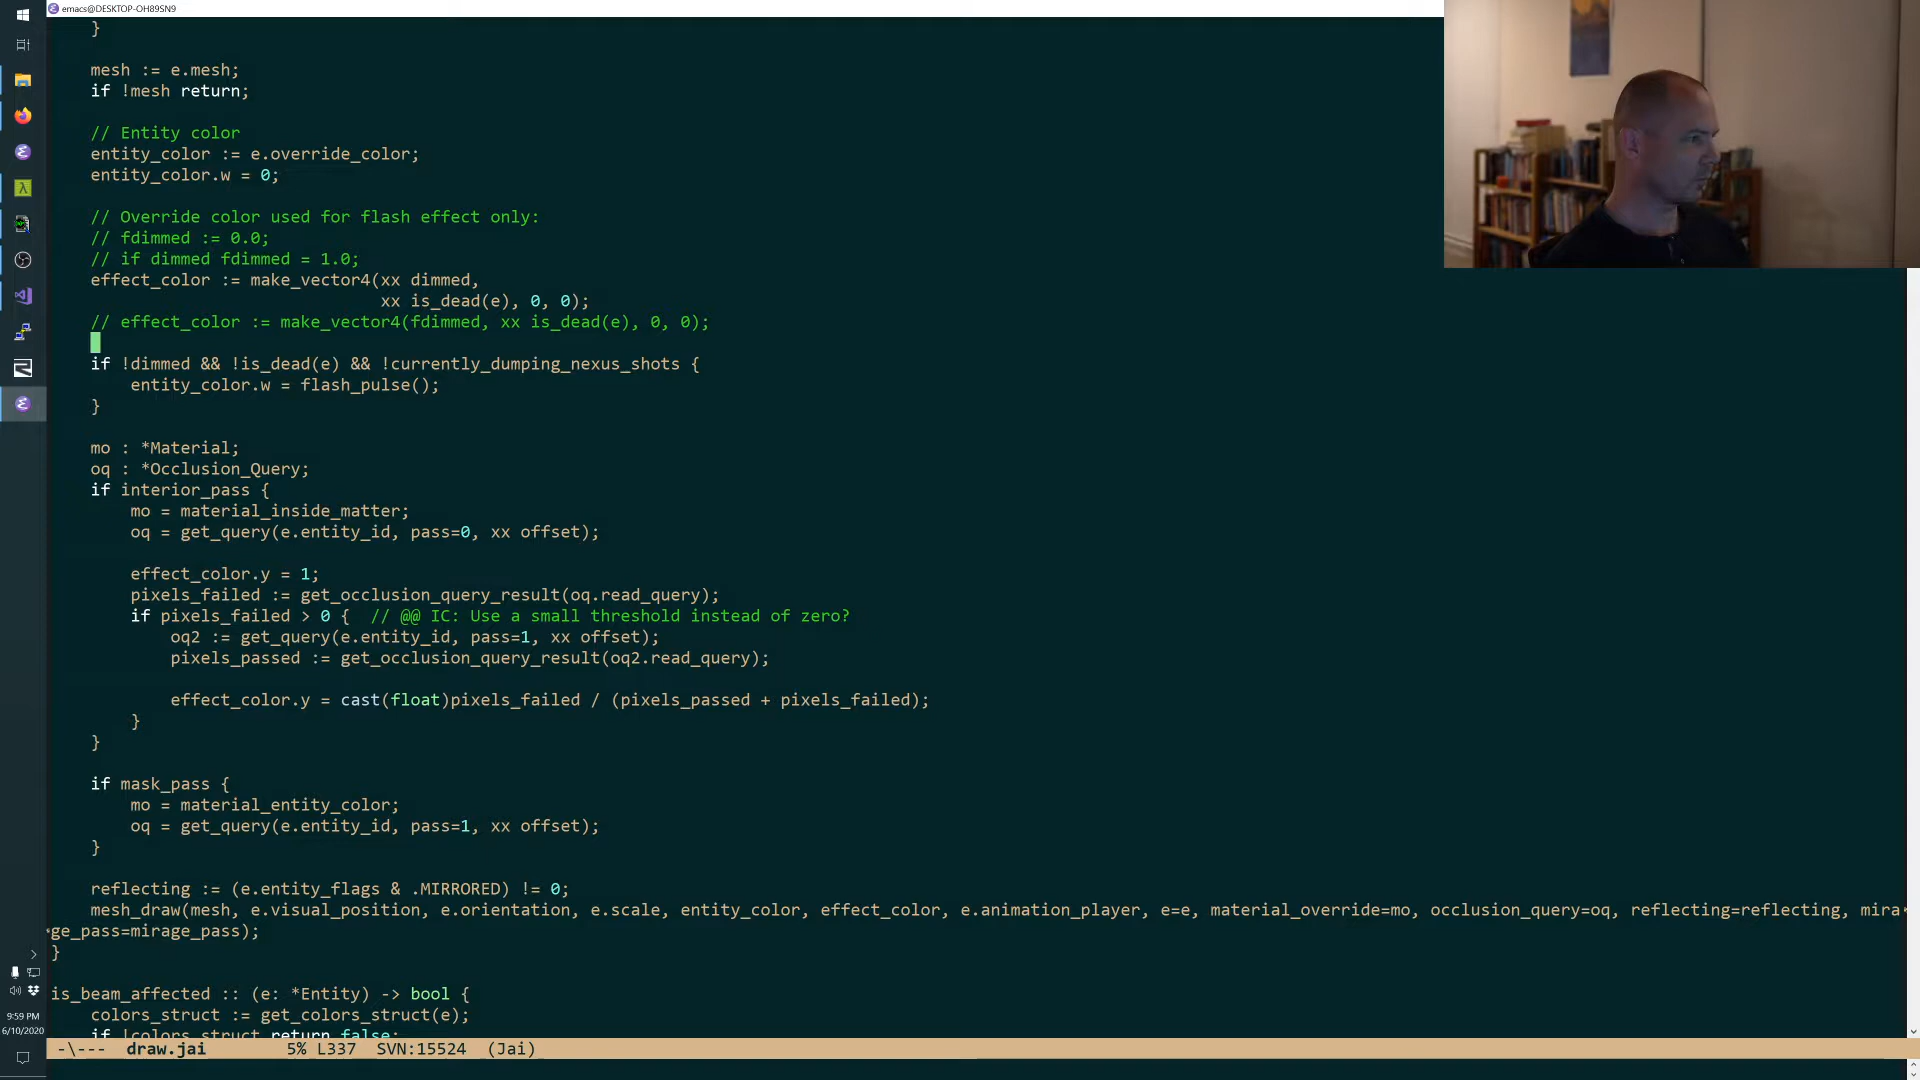 emacs@DESKTOP-OH89SN9
}
mesh := e.mesh;
if !mesh return;
// Entity color
entity_color := e.override_color;
entity_color.w = 0;
// Override color used for flash effect only:
// fdimmed := 0.0;
// if dimmed fdimmed = 1.0;
effect_color := make_vector4(xx dimmed,
xx is_dead(e), 0, 0);
// effect_color := make_vector4(fdimmed, xx is_dead(e), 0, 0);
if !dimmed && !is_dead(e) && !currently_dumping_nexus_shots {
entity_color.w = flash_pulse();
}
mo : *Material;
oq : *Occlusion_Query;
if interior_pass {
mo = material_inside_matter;
oq = get_query(e.entity_id, pass=0, xx offset);
effect_color.y = 1;
pixels_failed := get_occlusion_query_result(oq.read_query);
if pixels_failed > 0 {  // @@ IC: Use a small threshold instead of zero?
oq2 := get_query(e.entity_id, pass=1, xx offset);
pixels_passed := get_occlusion_query_result(oq2.read_query);
effect_color.y = cast(float)pixels_failed / (pixels_passed + pixels_failed);
}
}
if mask_pass {
mo = material_entity_color;
oq = get_query(e.entity_id, pass=1, xx offset);
}
reflecting := (e.entity_flags & .MIRRORED) != 0;
mesh_draw(mesh, e.visual_position, e.orientation, e.scale, entity_color, effect_color, e.animation_player, e=e, material_override=mo, occlusion_query=oq, reflecting=reflecting, mira
ge_pass=mirage_pass);
}
is_beam_affected :: (e: *Entity) -> bool {
colors_struct := get_colors_struct(e);
if !colors_struct return false;
-\--- draw.jai 5% L337 SVN:15524 (Jai)
9:59 PM
6/10/2020